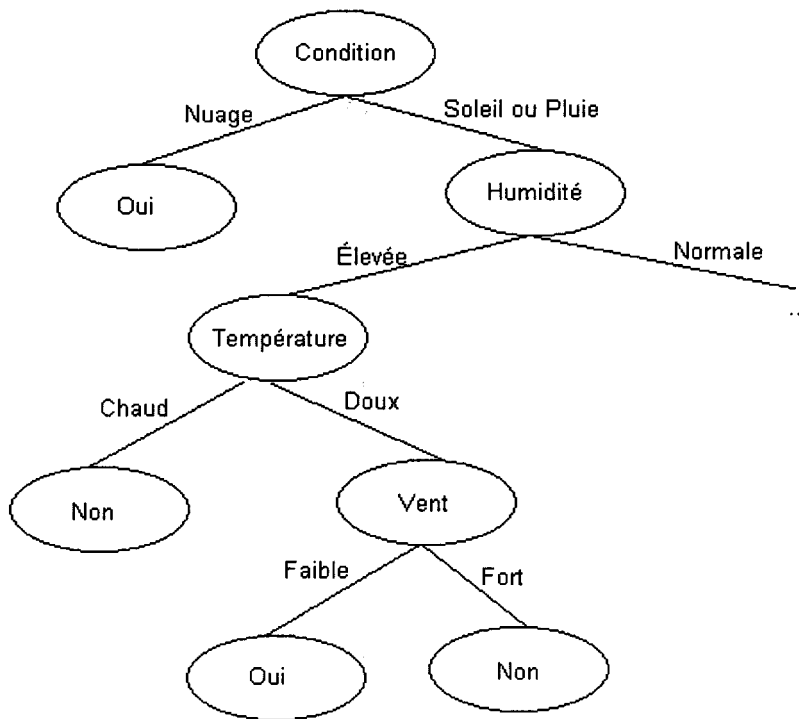 Condition
Nuage
Soleil ou Pluie
Oui
Humidité
Élevée
Normale
..
Température
Chaud
Doux
Non
Vent
Faible
Fort
Oui
Non